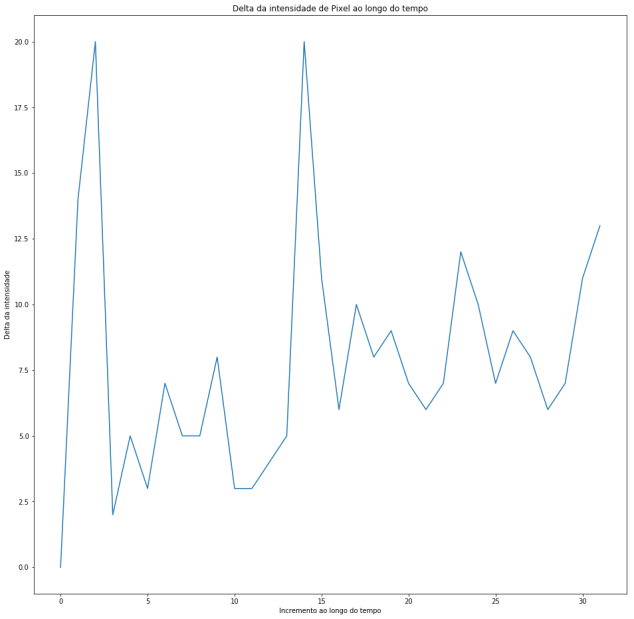 Delta da intensidade de Pixel ao longo do tempo
Delta da intensidade
20.0
17.5
15.0
12.5
10.0
7.5
5.0
2.5
0.0
0 5 10 15 20 25 30
Incremento ao longo do tempo